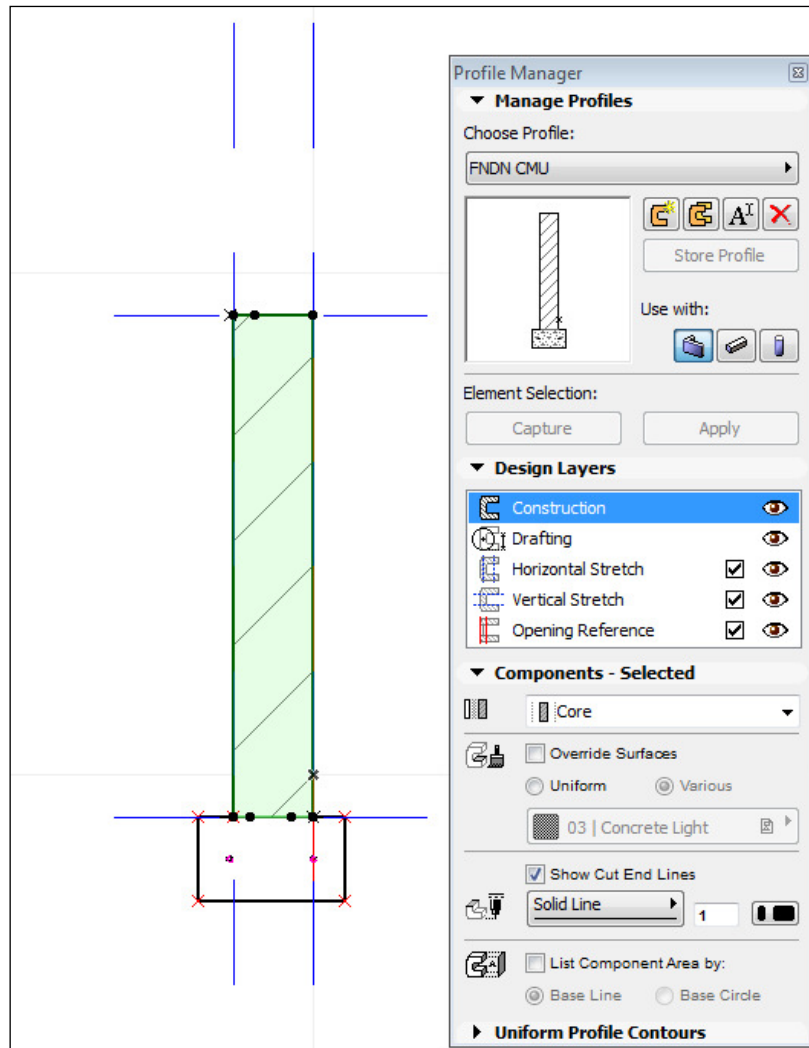 Profile Manager
Manage Profiles
Choose Profile:
FNDN CMU
Store Profile
Use with:
Element Selection:
Capture Apply
Design Layers
Construction
Drafting
Horizontal Stretch
Vertical Stretch
Opening Reference
Components - Selected
Core
Override Surfaces
Uniform Various
03 | Concrete Light
Show Cut End Lines
Solid Line 1
List Component Area by:
Base Line Base Circle
Uniform Profile Contours